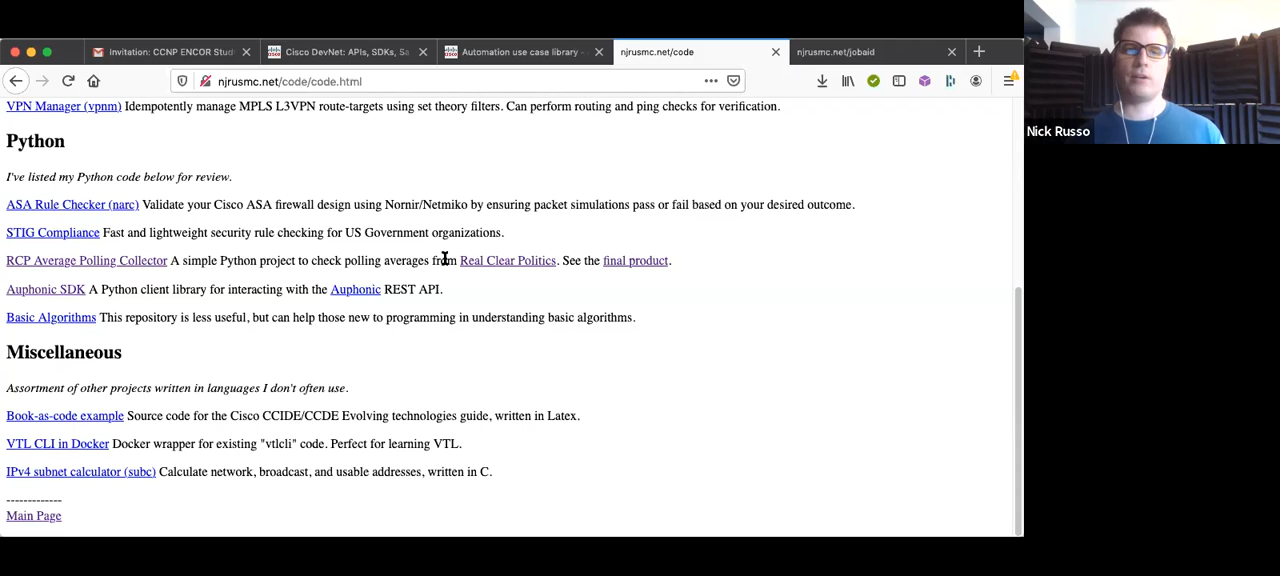 Invitation: CCNP ENCOR Stud
Cisco DevNet: APIs, SDKs, Sa
Automation use case library -
njrusmc.net/code
njrusmc.net/jobaid
njrusmc.net/code/code.html
VPN Manager (vpnm) Idempotently manage MPLS L3VPN route-targets using set theory filters. Can perform routing and ping checks for verification.
Python
I've listed my Python code below for review.
ASA Rule Checker (narc) Validate your Cisco ASA firewall design using Nornir/Netmiko by ensuring packet simulations pass or fail based on your desired outcome.
STIG Compliance Fast and lightweight security rule checking for US Government organizations.
RCP Average Polling Collector A simple Python project to check polling averages from Real Clear Politics. See the final product.
Auphonic SDK A Python client library for interacting with the Auphonic REST API.
Basic Algorithms This repository is less useful, but can help those new to programming in understanding basic algorithms.
Miscellaneous
Assortment of other projects written in languages I don't often use.
Book-as-code example Source code for the Cisco CCIDE/CCDE Evolving technologies guide, written in Latex.
VTL CLI in Docker Docker wrapper for existing "vtlcli" code. Perfect for learning VTL.
IPv4 subnet calculator (subc) Calculate network, broadcast, and usable addresses, written in C.
-------------
Main Page
Nick Russo